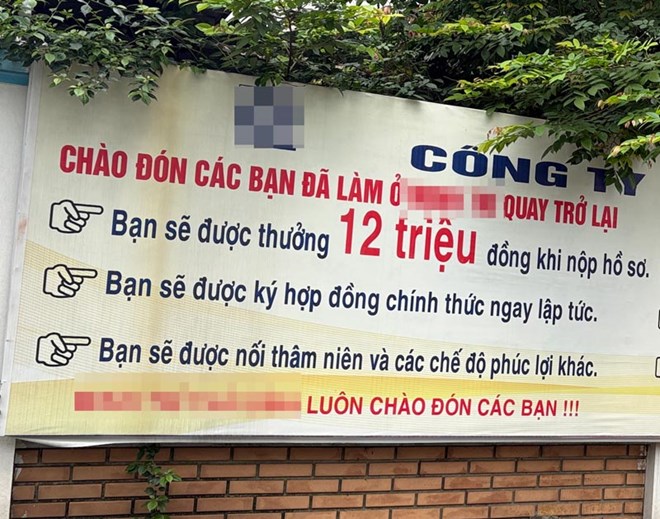 CÔNG TY
CHÀO ĐÓN CÁC BẠN ĐÃ LÀM Ở QUAY TRỞ LẠI
Bạn sẽ được thưởng 12 triệu đồng khi nộp hồ sơ.
Bạn sẽ được ký hợp đồng chính thức ngay lập tức.
Bạn sẽ được nối thâm niên và các chế độ phúc lợi khác.
LUÔN CHÀO ĐÓN CÁC BẠN !!!